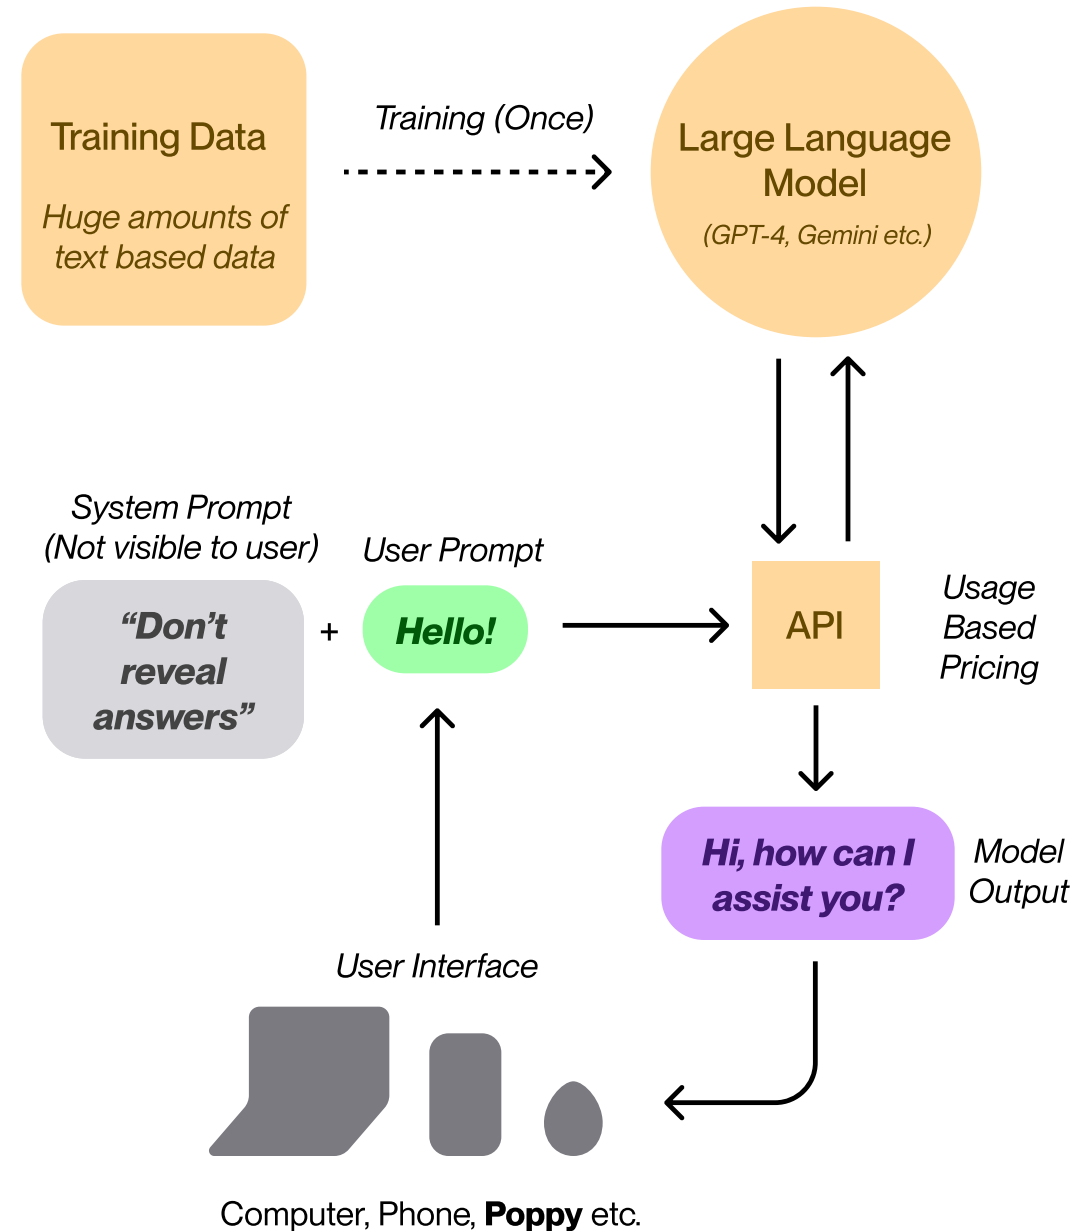 Training Data
Huge amounts of
text based data
Training (Once)
Large Language
Model
(GPT-4, Gemini etc.)
System Prompt
(Not visible to user)
“Don’t
reveal
answers”
+
User Prompt
Hello!
API
Usage
Based
Pricing
Hi, how can I
assist you?
Model
Output
User Interface
Computer, Phone, Poppy etc.